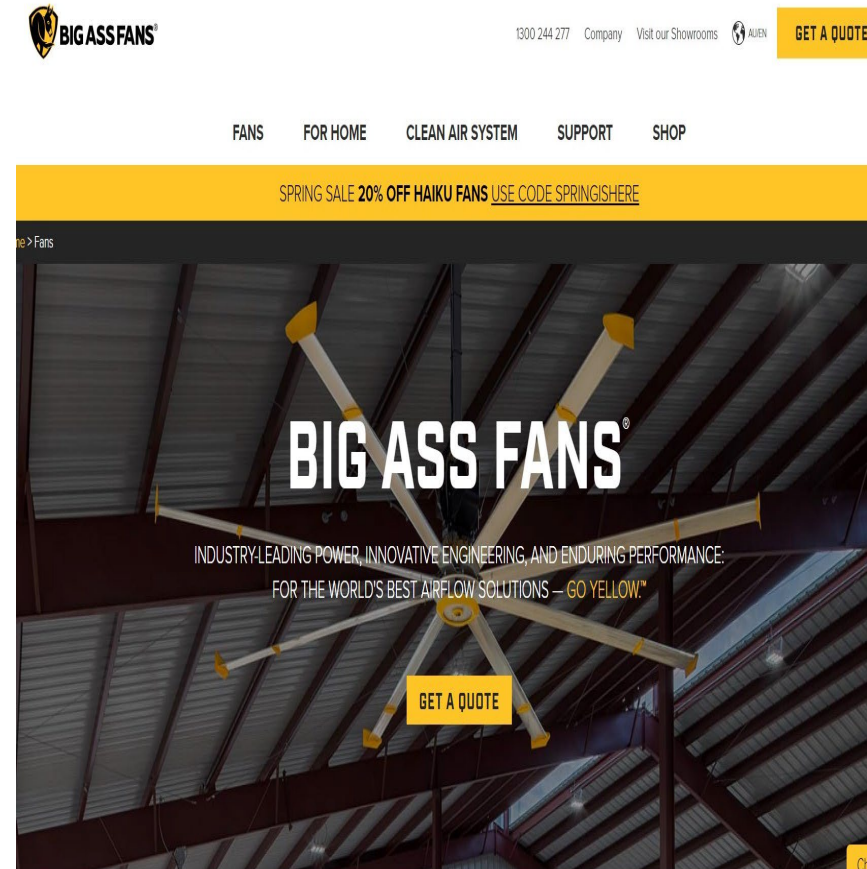 BIG ASS FANS®
1300 244 277 Company Visit our Showrooms AU/EN GET A QUOTE
FANS FOR HOME CLEAN AIR SYSTEM SUPPORT SHOP
SPRING SALE 20% OFF HAIKU FANS USE CODE SPRINGISHERE
> Fans
BIG ASS FANS®
INDUSTRY-LEADING POWER, INNOVATIVE ENGINEERING, AND ENDURING PERFORMANCE:
FOR THE WORLD'S BEST AIRFLOW SOLUTIONS — GO YELLOW.™
GET A QUOTE